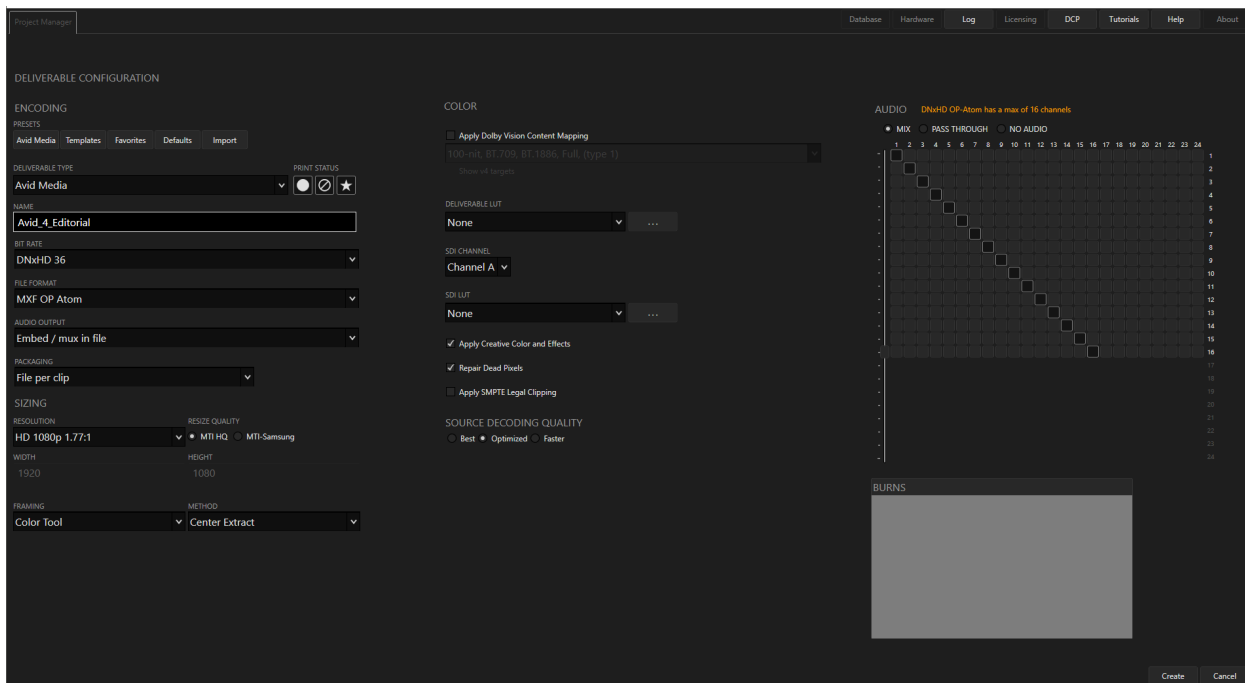 Project Manager
Database Hardware Log Licensing DCP Tutorials Help About
DELIVERABLE CONFIGURATION
ENCODING
PRESETS
Avid Media Templates Favorites Defaults Import
DELIVERABLE TYPE PRINT STATUS
Avid Media
NAME
Avid_4_Editorial
BIT RATE
DNxHD 36
FILE FORMAT
MXF OP Atom
AUDIO OUTPUT
Embed / mux in file
PACKAGING
File per clip
SIZING
RESOLUTION RESIZE QUALITY
HD 1080p 1.77:1 MTI HQ MTI-Samsung
WIDTH HEIGHT
1920 1080
FRAMING METHOD
Color Tool Center Extract
COLOR
Apply Dolby Vision Content Mapping
100-nit, BT.709, BT.1886, Full, (type 1)
Show v4 targets
DELIVERABLE LUT
None ...
SDI CHANNEL
Channel A
SDI LUT
None ...
Apply Creative Color and Effects
Repair Dead Pixels
Apply SMPTE Legal Clipping
SOURCE DECODING QUALITY
Best Optimized Faster
AUDIO DNxHD OP-Atom has a max of 16 channels
MIX PASS THROUGH NO AUDIO
1 2 3 4 5 6 7 8 9 10 11 12 13 14 15 16 17 18 19 20 21 22 23 24
1
2
3
4
5
6
7
8
9
10
11
12
13
14
15
16
17
18
19
20
21
22
23
24
BURNS
Create Cancel